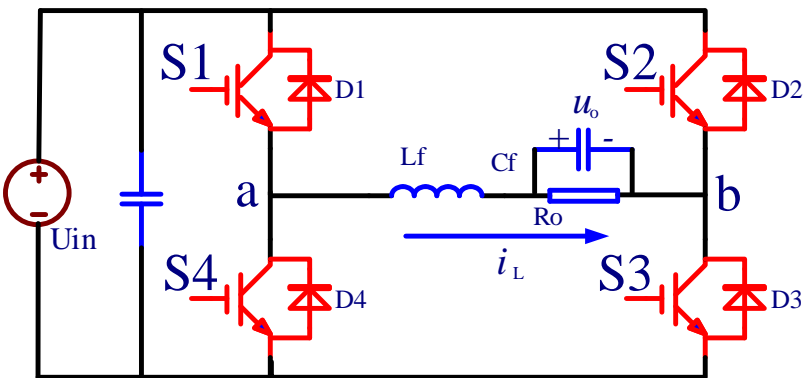 S1
D1
S2
D2
uo
+ -
Lf
Cf
a
b
+
-
Uin
Ro
iL
S4
D4
S3
D3